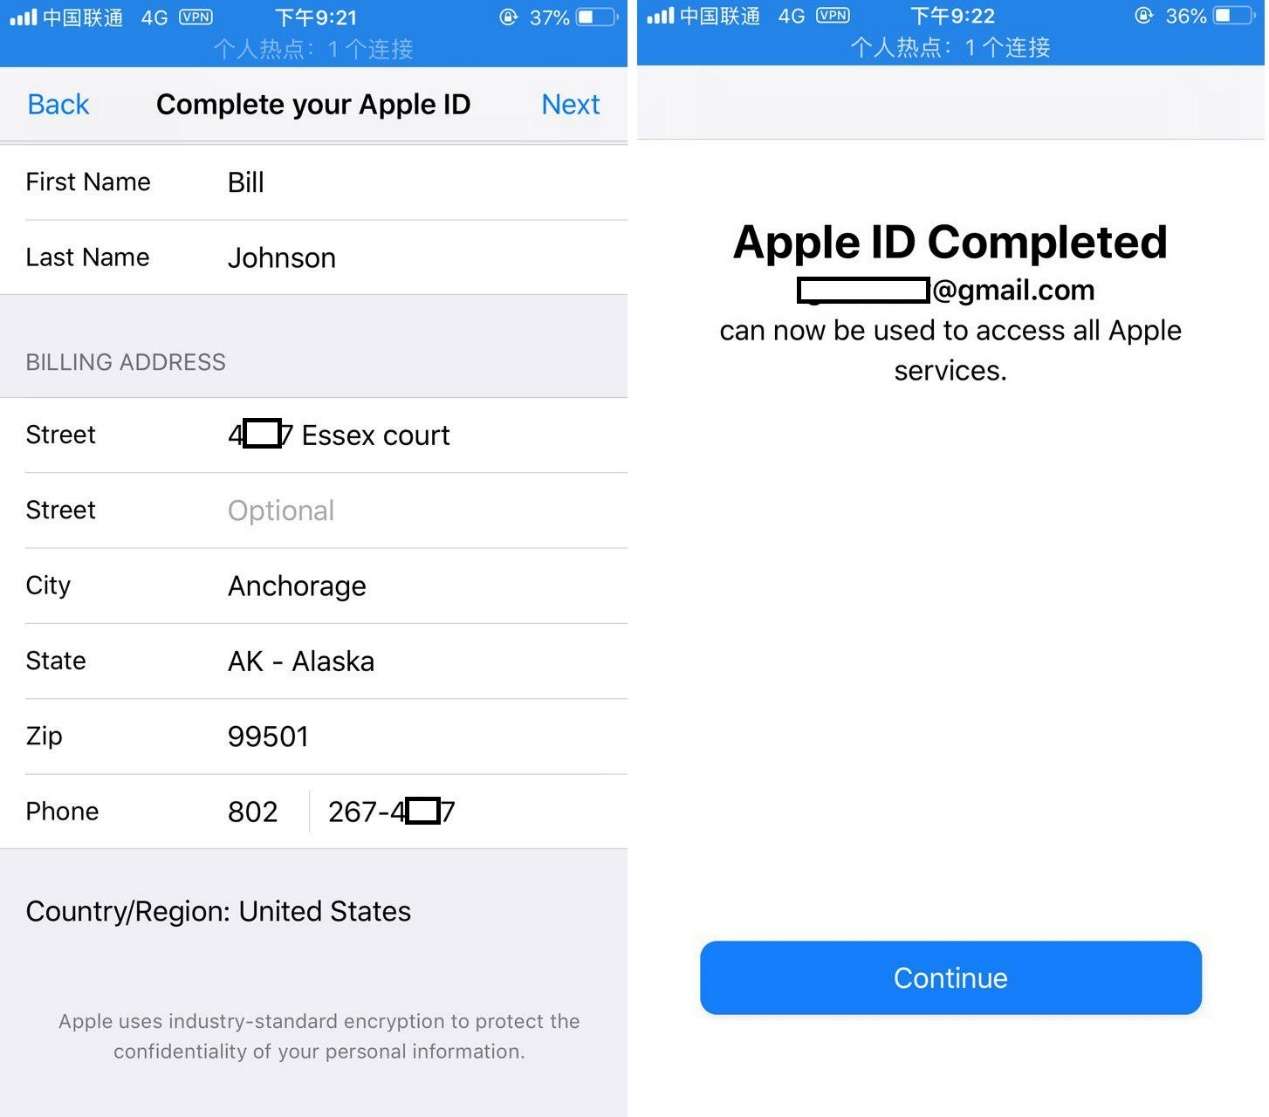 中国联通 4G VPN 下午9:21 37%
个人热点：1 个连接
Back Complete your Apple ID Next
First Name Bill
Last Name Johnson
BILLING ADDRESS
Street 4 7 Essex court
Street Optional
City Anchorage
State AK - Alaska
Zip 99501
Phone 802 267-4 7
Country/Region: United States
Apple uses industry-standard encryption to protect the
confidentiality of your personal information.
中国联通 4G VPN 下午9:22 36%
个人热点：1 个连接
Apple ID Completed
@gmail.com
can now be used to access all Apple
services.
Continue